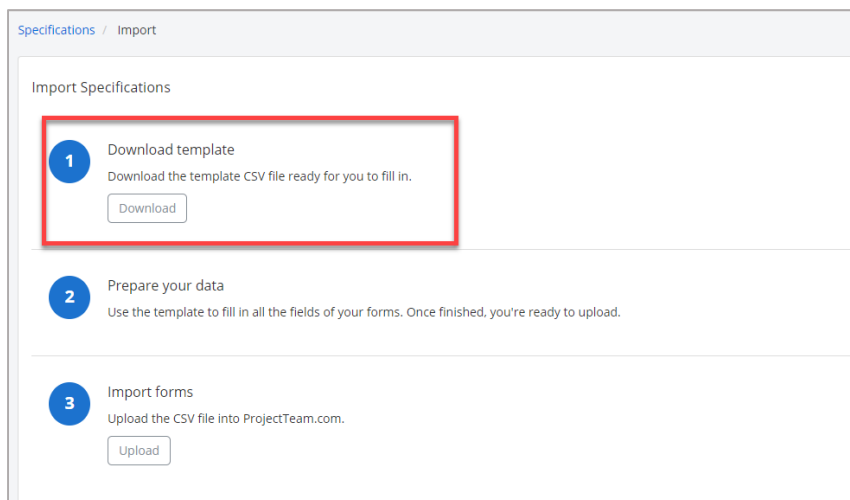 Specifications / Import
Import Specifications
1
Download template
Download the template CSV file ready for you to fill in.
Download
2
Prepare your data
Use the template to fill in all the fields of your forms. Once finished, you're ready to upload.
3
Import forms
Upload the CSV file into ProjectTeam.com.
Upload